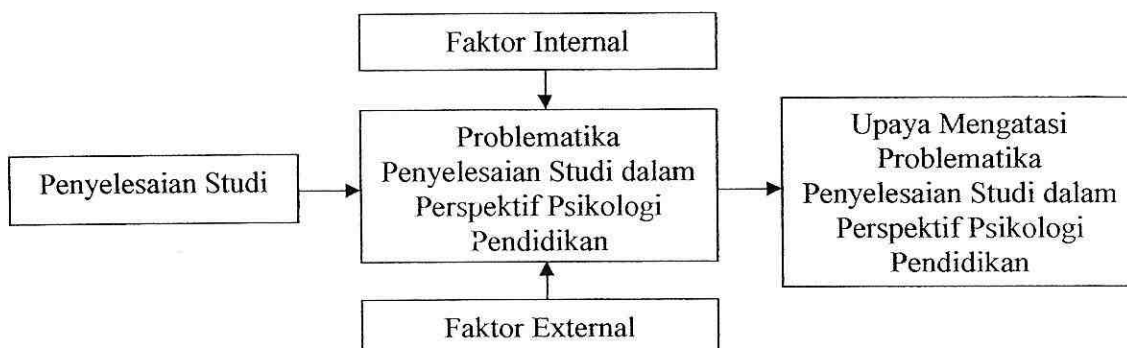 Faktor Internal
Penyelesaian Studi
Problematika
Penyelesaian Studi dalam
Perspektif Psikologi
Pendidikan
Upaya Mengatasi
Problematika
Penyelesaian Studi dalam
Perspektif Psikologi
Pendidikan
Faktor External